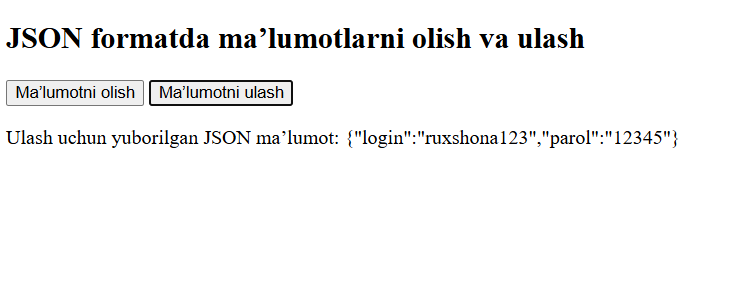 JSON formatda ma’lumotlarni olish va ulash
Ma’lumotni olish Ma’lumotni ulash
Ulash uchun yuborilgan JSON ma’lumot: {"login":"ruxshona123","parol":"12345"}